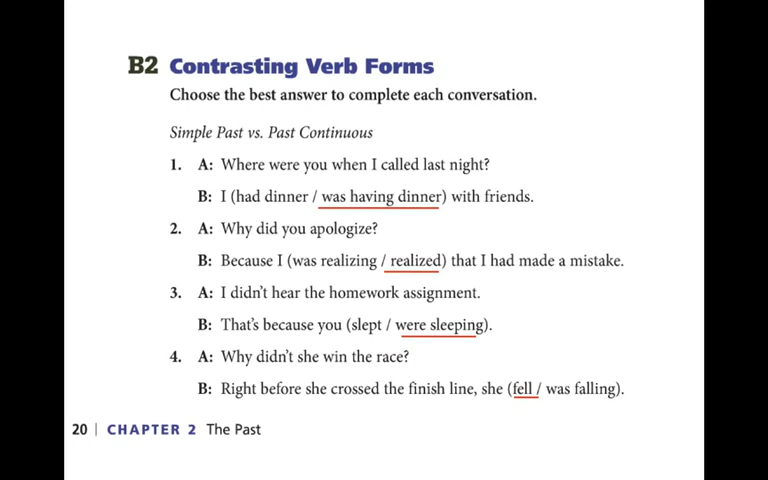 B2 Contrasting Verb Forms
Choose the best answer to complete each conversation.
Simple Past vs. Past Continuous
1. A: Where were you when I called last night?
B: I (had dinner / was having dinner) with friends.
2. A: Why did you apologize?
B: Because I (was realizing / realized) that I had made a mistake.
3. A: I didn't hear the homework assignment.
B: That's because you (slept / were sleeping).
4. A: Why didn't she win the race?
B: Right before she crossed the finish line, she (fell / was falling).
20 | CHAPTER 2 The Past